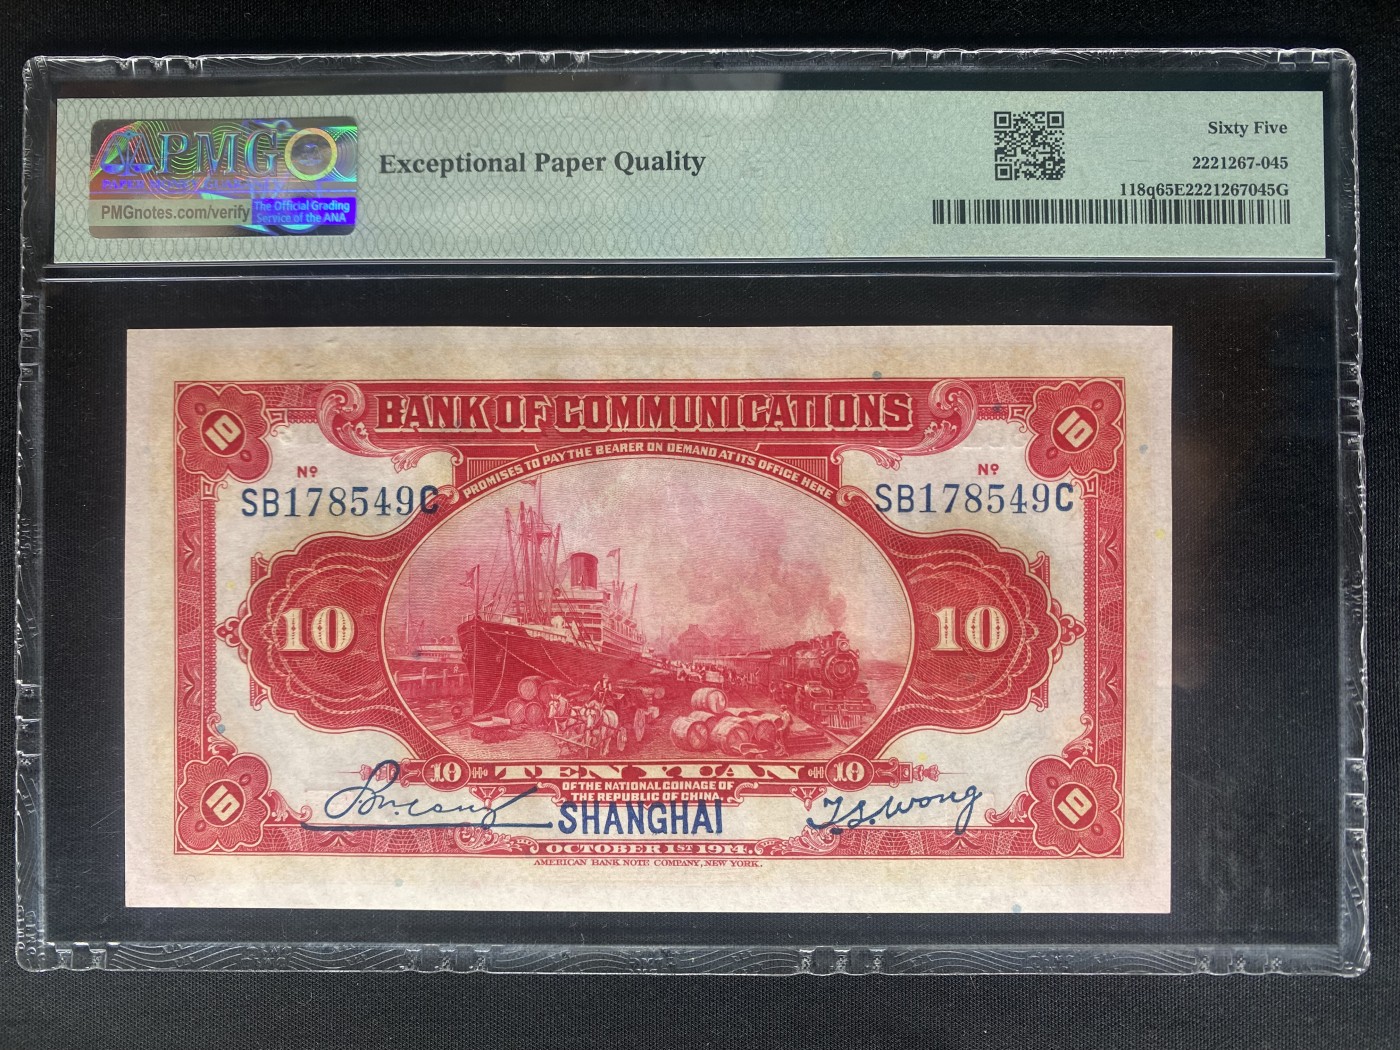 PMG
PMGnotes.com/verify
The Official Grading
Service of the ANA
Exceptional Paper Quality
Sixty Five
2221267-045
118q65E2221267045G
10
BANK OF COMMUNICATIONS
10
PROMISES TO PAY THE BEARER ON DEMAND AT ITS OFFICE HERE
Nº
SB178549C
Nº
SB178549C
10
10
10 TEN YUAN 10
OF THE NATIONAL COINAGE OF
THE REPUBLIC OF CHINA
10
SHANGHAI
T.S. Wong
10
OCTOBER 1ST 1914.
AMERICAN BANK NOTE COMPANY, NEW YORK.